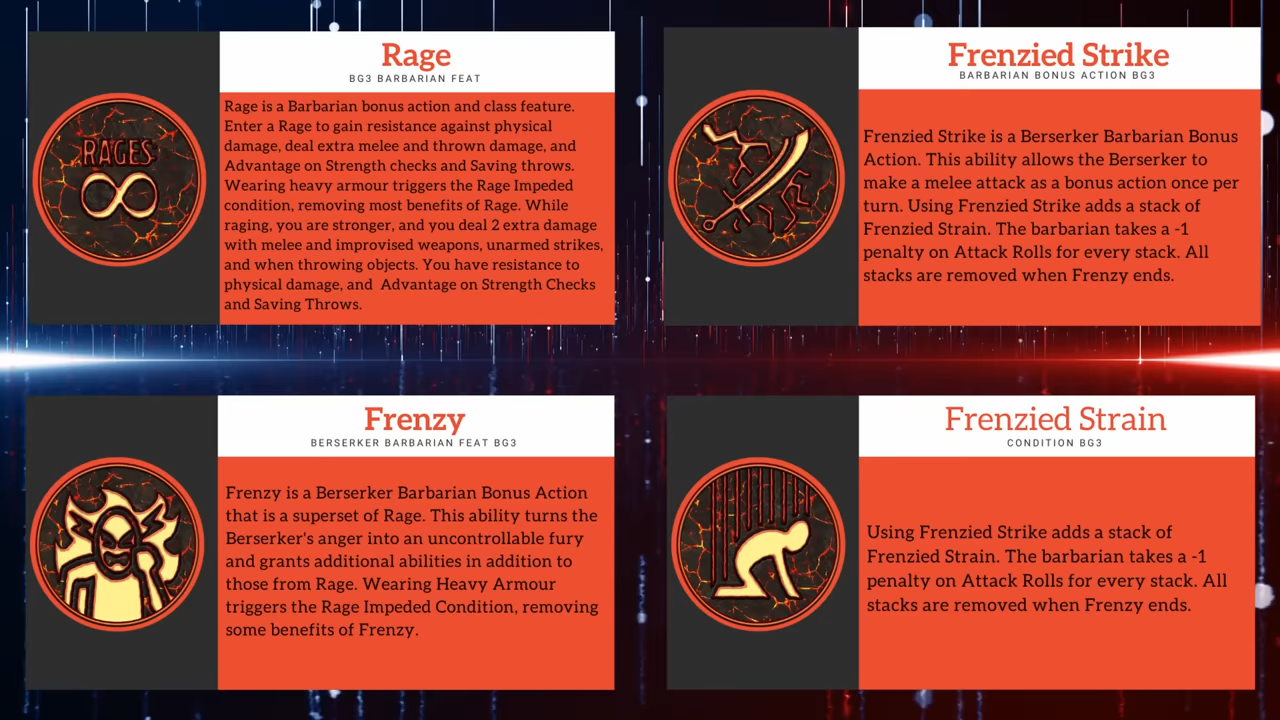 Rage
BG3 BARBARIAN FEAT
RAGES
Rage is a Barbarian bonus action and class feature.
Enter a Rage to gain resistance against physical
damage, deal extra melee and thrown damage, and
Advantage on Strength checks and Saving throws.
Wearing heavy armour triggers the Rage Impeded
condition, removing most benefits of Rage. While
raging, you are stronger, and you deal 2 extra damage
with melee and improvised weapons, unarmed strikes,
and when throwing objects. You have resistance to
physical damage, and Advantage on Strength Checks
and Saving Throws.
Frenzied Strike
BARBARIAN BONUS ACTION BG3
Frenzied Strike is a Berserker Barbarian Bonus
Action. This ability allows the Berserker to
make a melee attack as a bonus action once per
turn. Using Frenzied Strike adds a stack of
Frenzied Strain. The barbarian takes a -1
penalty on Attack Rolls for every stack. All
stacks are removed when Frenzy ends.
Frenzy
BERSERKER BARBARIAN FEAT BG3
Frenzy is a Berserker Barbarian Bonus Action
that is a superset of Rage. This ability turns the
Berserker's anger into an uncontrollable fury
and grants additional abilities in addition to
those from Rage. Wearing Heavy Armour
triggers the Rage Impeded Condition, removing
some benefits of Frenzy.
Frenzied Strain
CONDITION BG3
Using Frenzied Strike adds a stack of
Frenzied Strain. The barbarian takes a -1
penalty on Attack Rolls for every stack. All
stacks are removed when Frenzy ends.